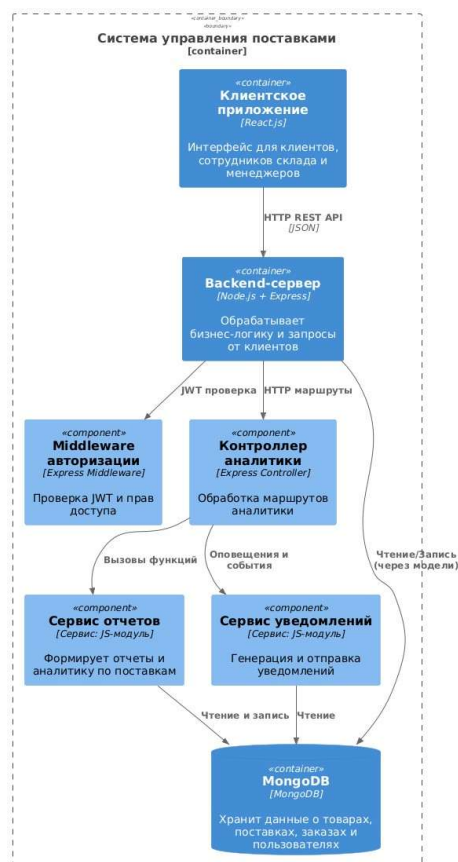 «container_boundary»
«boundary»
Система управления поставками
[container]
«container»
Клиентское
приложение
[React.js]
Интерфейс для клиентов,
сотрудников склада и
менеджеров
HTTP REST API
[JSON]
«container»
Backend-сервер
[Node.js + Express]
Обрабатывает
бизнес-логику и запросы
от клиентов
JWT проверка
HTTP маршруты
«component»
Middleware
авторизации
[Express Middleware]
Проверка JWT и прав
доступа
«component»
Контроллер
аналитики
[Express Controller]
Обработка маршрутов
аналитики
Чтение/Запись
(через модели)
Вызовы функций
Оповещения и
события
«component»
Сервис отчетов
[Сервис: JS-модуль]
Формирует отчеты и
аналитику по поставкам
«component»
Сервис уведомлений
[Сервис: JS-модуль]
Генерация и отправка
уведомлений
Чтение и запись
Чтение
«container»
MongoDB
[MongoDB]
Хранит данные о товарах,
поставках, заказах и
пользователях